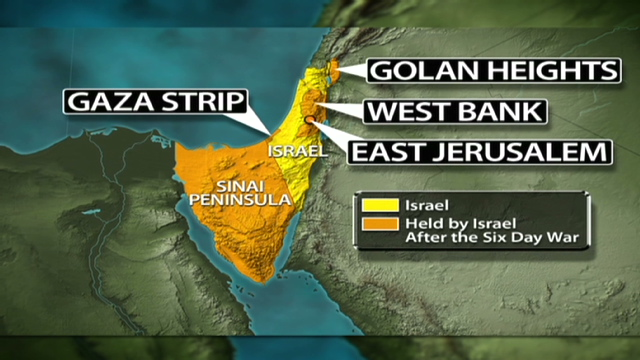 GOLAN HEIGHTS
GAZA STRIP
WEST BANK
ISRAEL
EAST JERUSALEM
SINAI
PENINSULA
Israel
Held by Israel
After the Six Day War